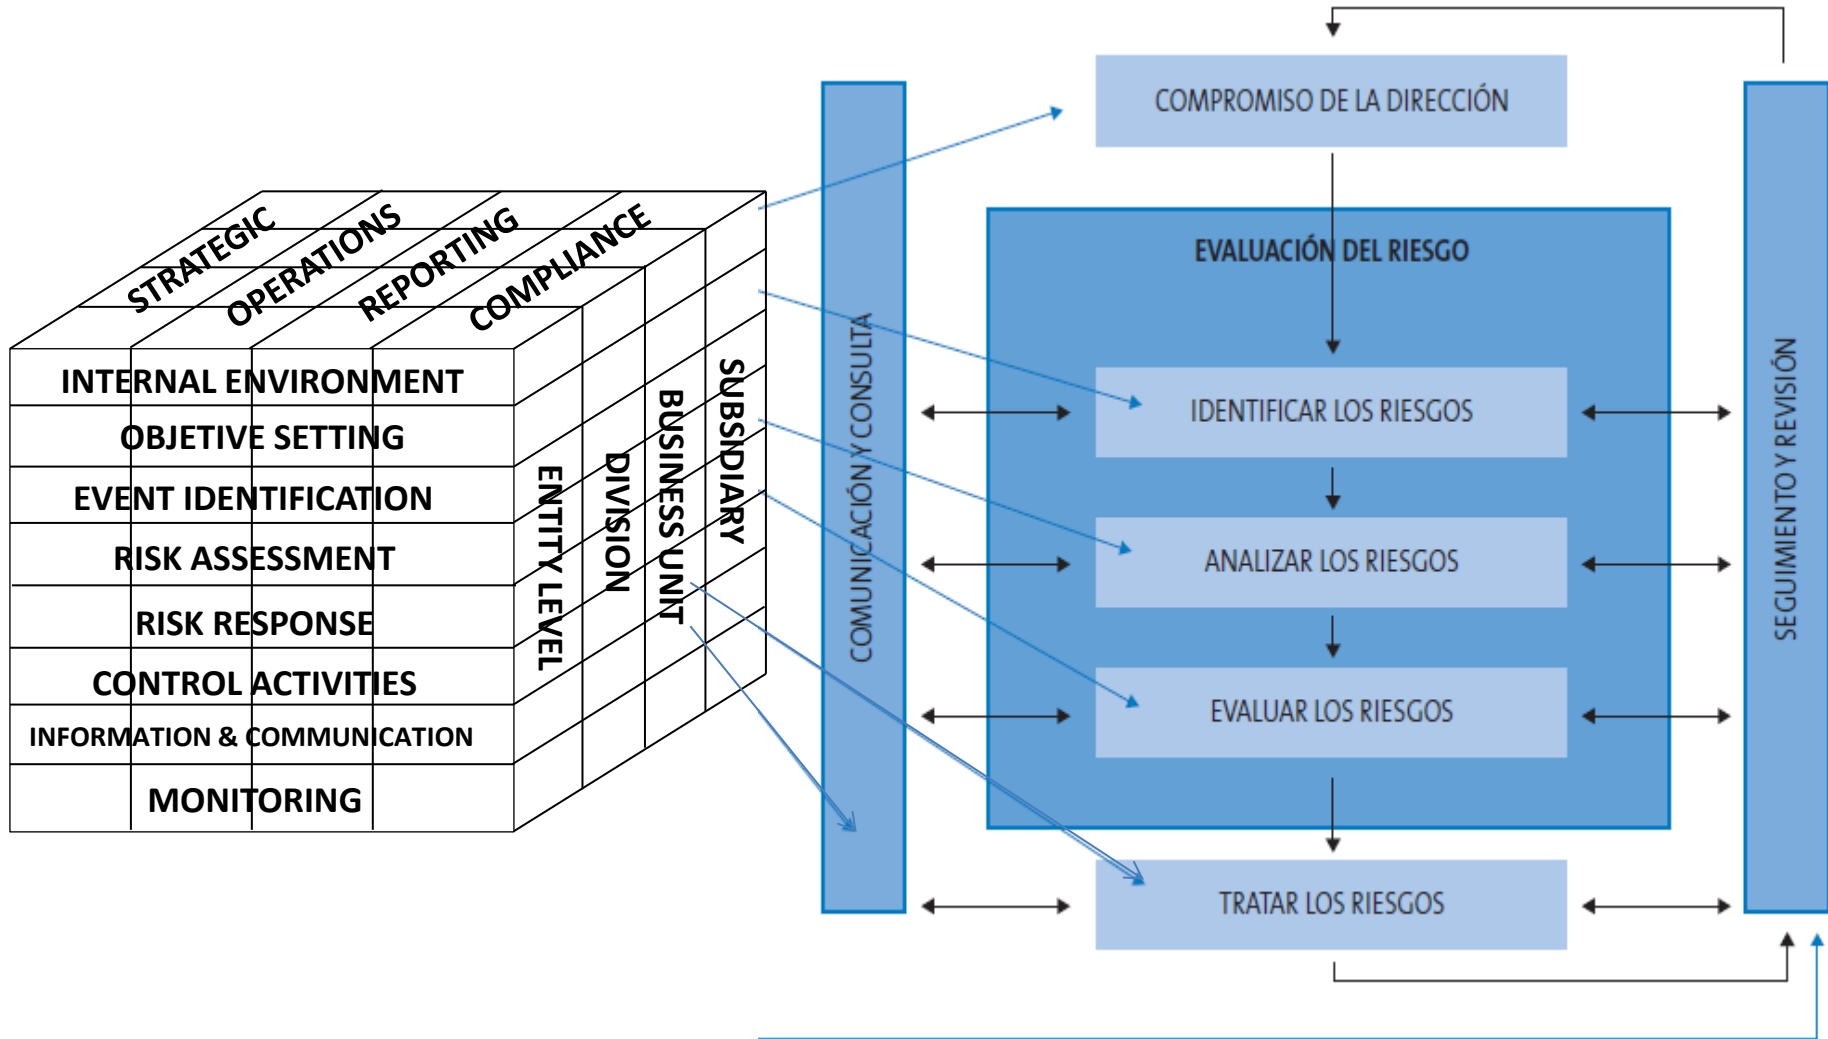 STRATEGIC
OPERATIONS
REPORTING
COMPLIANCE
INTERNAL ENVIRONMENT
OBJETIVE SETTING
EVENT IDENTIFICATION
RISK ASSESSMENT
RISK RESPONSE
CONTROL ACTIVITIES
INFORMATION & COMMUNICATION
MONITORING
ENTITY LEVEL
DIVISION
BUSINESS UNIT
SUBSIDIARY
COMUNICACIÓN Y CONSULTA
COMPROMISO DE LA DIRECCIÓN
EVALUACIÓN DEL RIESGO
IDENTIFICAR LOS RIESGOS
ANALIZAR LOS RIESGOS
EVALUAR LOS RIESGOS
TRATAR LOS RIESGOS
SEGUIMIENTO Y REVISIÓN